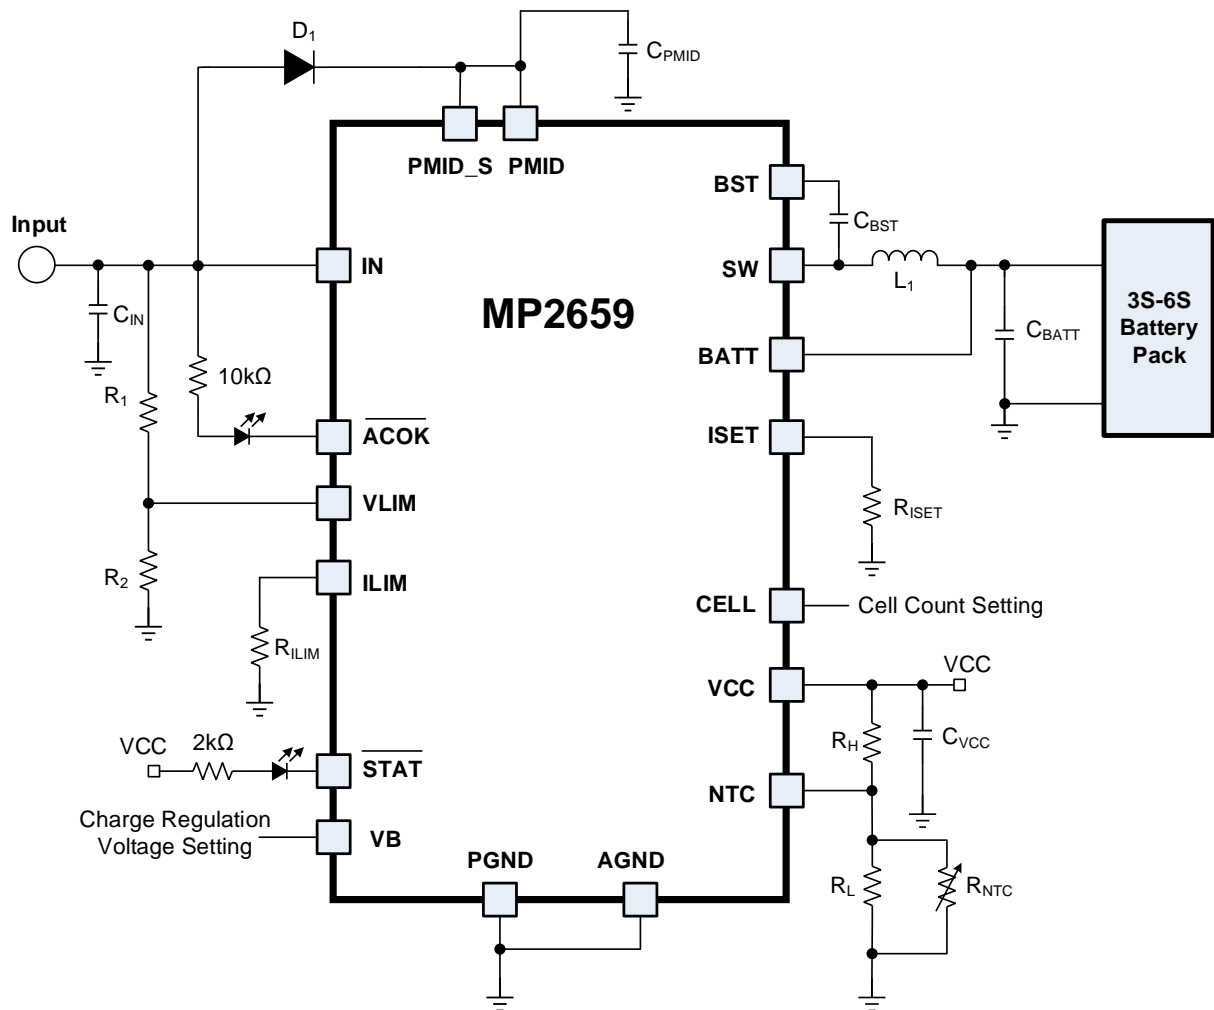 D1
CPMID
PMID_S PMID
Input
IN
BST
CBST
SW
L1
MP2659
3S-6S
Battery
Pack
CIN
CBATT
BATT
10kΩ
R1
ACOK
ISET
VLIM
RISET
R2
ILIM
CELL
Cell Count Setting
RILIM
VCC
VCC
VCC
2kΩ
STAT
RH
CVCC
NTC
Charge Regulation
Voltage Setting
VB
PGND
AGND
RL
RNTC